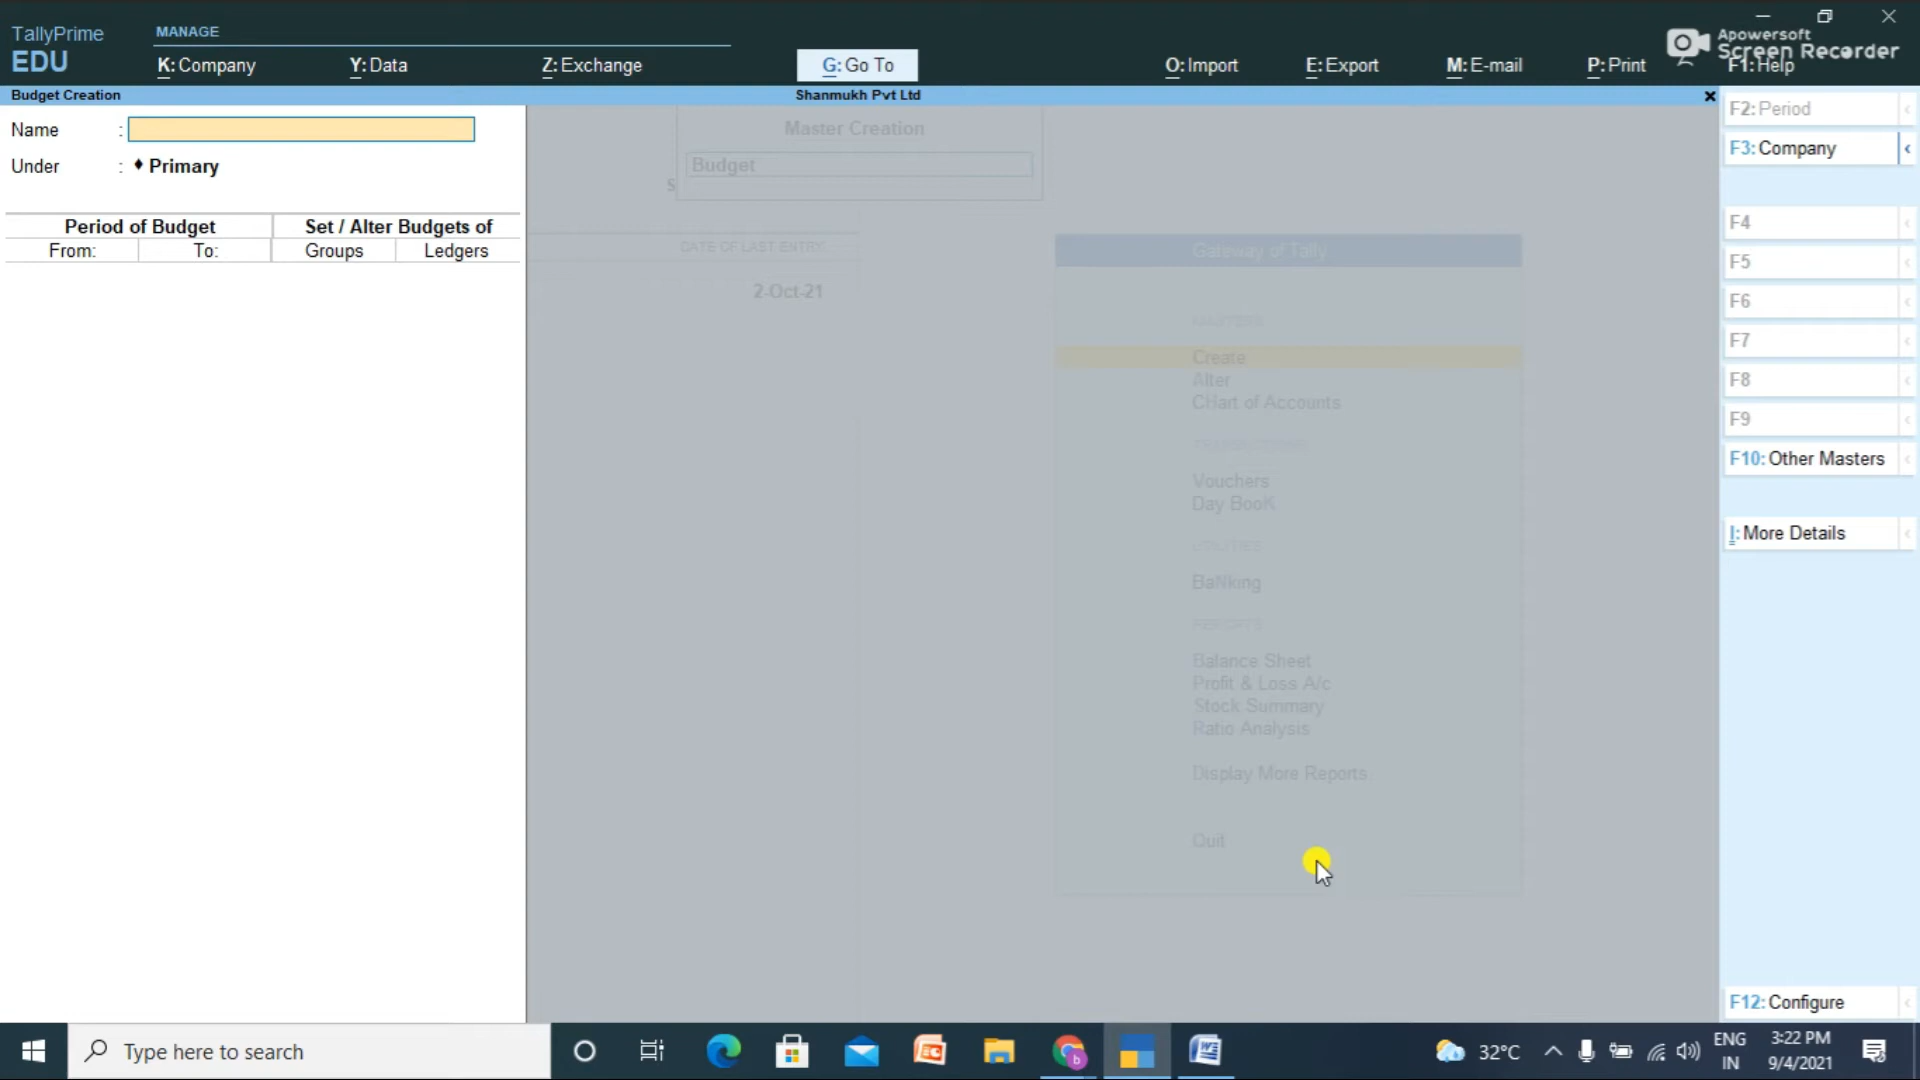 TallyPrime
EDU
MANAGE
K: Company
Y: Data
Z: Exchange
G: Go To
O: Import
E: Export
M: E-mail
P: Print
F1: Help
Apowersoft
Screen Recorder
Budget Creation
Shanmukh Pvt Ltd
Name :
Under : ♦ Primary
Period of Budget
Set / Alter Budgets of
From:
To:
Groups
Ledgers
Master Creation
Budget
S
DATE OF LAST ENTRY
2-Oct-21
Gateway of Tally
MASTERS
Create
Alter
CHart of Accounts
TRANSACTIONS
Vouchers
Day BooK
UTILITIES
BaNking
REPORTS
Balance Sheet
Profit & Loss A/c
Stock Summary
Ratio Analysis
Display More Reports
Quit
F2: Period
F3: Company
F4
F5
F6
F7
F8
F9
F10: Other Masters
I: More Details
F12: Configure
Type here to search
32°C
ENG
IN
3:22 PM
9/4/2021